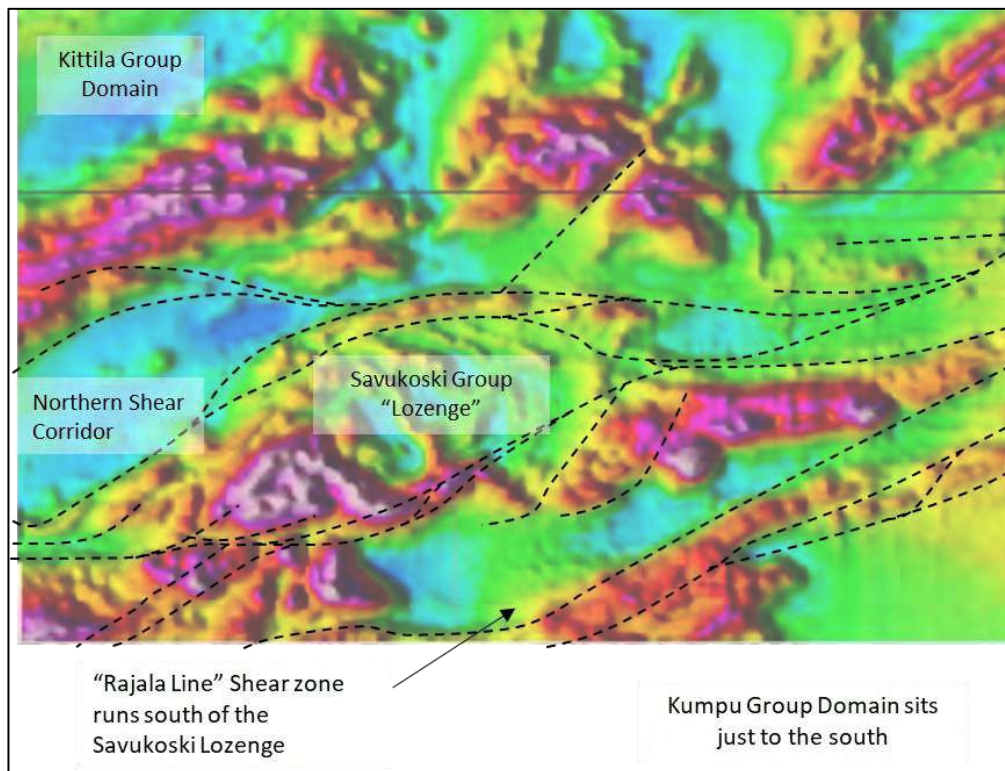 Kittila Group
Domain
Northern Shear
Corridor
Savukoski Group
“Lozenge”
“Rajala Line” Shear zone
runs south of the
Savukoski Lozenge
Kumpu Group Domain sits
just to the south